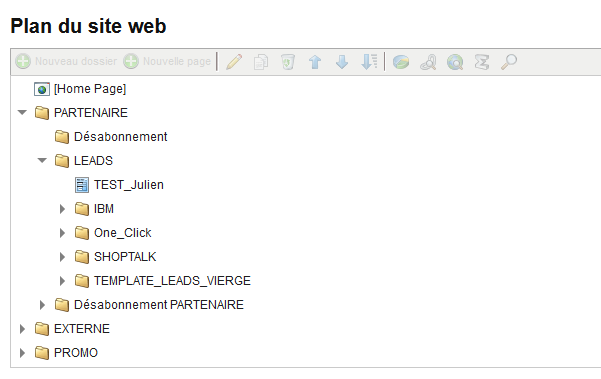 Plan du site web
Nouveau dossier Nouvelle page
[Home Page]
PARTENAIRE
Désabonnement
LEADS
TEST_Julien
IBM
One_Click
SHOPTALK
TEMPLATE_LEADS_VIERGE
Désabonnement PARTENAIRE
EXTERNE
PROMO